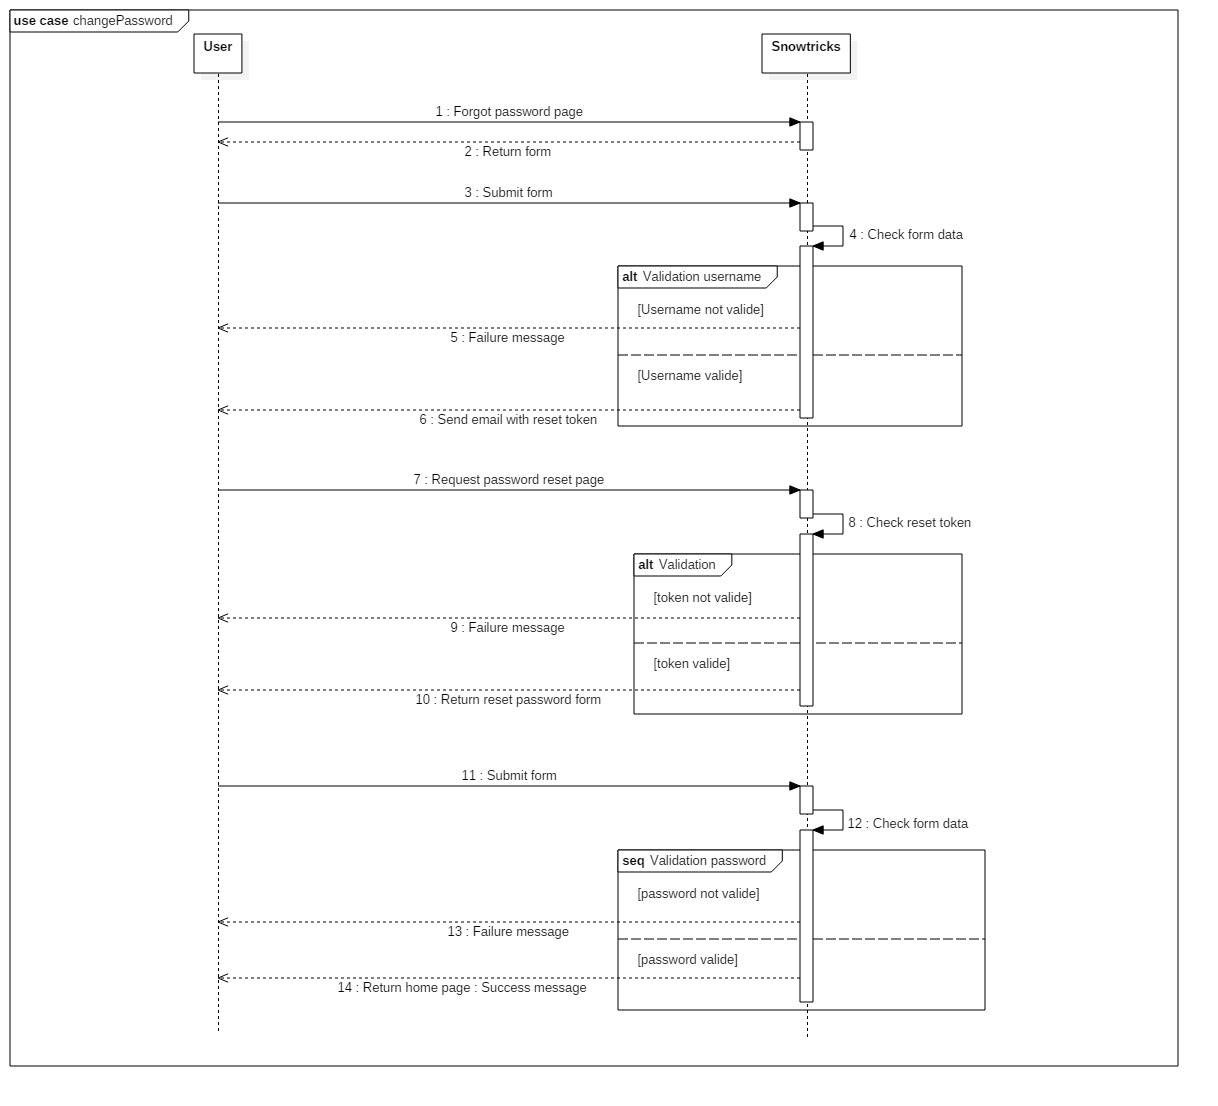 use case changePassword
User
Snowtricks
1 : Forgot password page
2 : Return form
3 : Submit form
4 : Check form data
alt Validation username
[Username not valide]
5 : Failure message
[Username valide]
6 : Send email with reset token
7 : Request password reset page
8 : Check reset token
alt Validation
[token not valide]
9 : Failure message
[token valide]
10 : Return reset password form
11 : Submit form
12 : Check form data
seq Validation password
[password not valide]
13 : Failure message
[password valide]
14 : Return home page : Success message